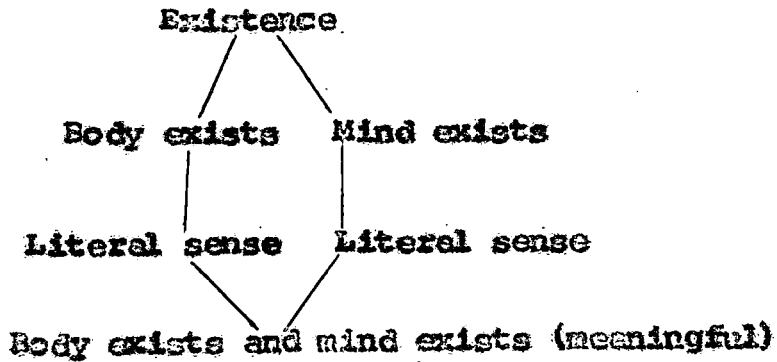 Existence
Body exists Mind exists
Literal sense Literal sense
Body exists and mind exists (meaningful)